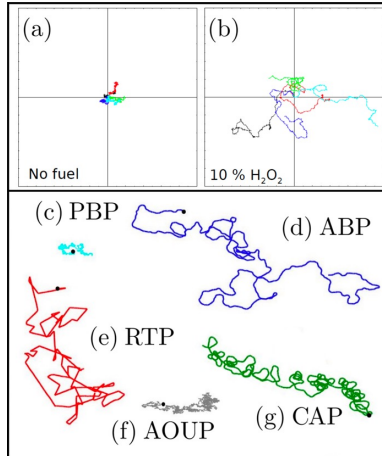 (a)
(b)
No fuel
10 % H₂O₂
(c) PBP
(d) ABP
(e) RTP
(f) AOUP
(g) CAP